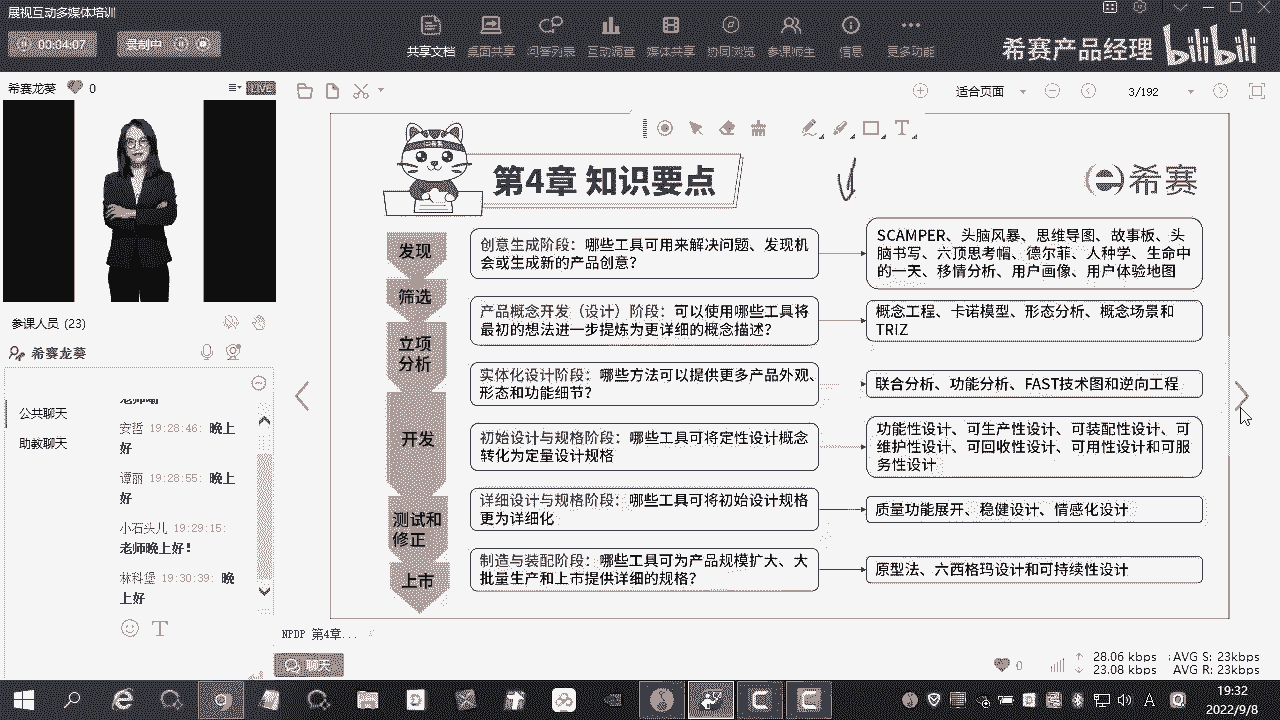 展视互动多媒体培训
00:04:07
录制中
共享文档
桌面共享
问答列表
互动调查
媒体共享
协同浏览
参课师生
信息
更多功能
希赛产品经理
bilibili
希赛龙葵
0
LIVE
适合页面
3/192
第4章 知识要点
希赛
发现
创意生成阶段：哪些工具可用来解决问题、发现机
会或生成新的产品创意？
SCAMPER、头脑风暴、思维导图、故事板、头
脑书写、六顶思考帽、德尔菲、人种学、生命中
的一天、移情分析、用户画像、用户体验地图
筛选
产品概念开发（设计）阶段：可以使用哪些工具将
最初的想法进一步提炼为更详细的概念描述？
概念工程、卡诺模型、形态分析、概念场景和
TRIZ
立项
分析
实体化设计阶段：哪些方法可以提供更多产品外观、
形态和功能细节？
联合分析、功能分析、FAST技术图和逆向工程
开发
初始设计与规格阶段：哪些工具可将定性设计概念
转化为定量设计规格
功能性设计、可生产性设计、可装配性设计、可
维护性设计、可回收性设计、可用性设计和可服
务性设计
测试和
修正
详细设计与规格阶段：哪些工具可将初始设计规格
更为详细化
质量功能展开、稳健设计、情感化设计
上市
制造与装配阶段：哪些工具可为产品规模扩大、大
批量生产和上市提供详细的规格？
原型法、六西格玛设计和可持续性设计
参课人员 (23)
希赛龙葵
公共聊天
助教聊天
安哲 19:28:46: 晚上
好
谭丽 19:28:55: 晚上
好
小石头儿 19:29:15:
老师晚上好！
林科堡 19:30:39: 晚
上好
NPDP 第4章...
聊天
0
28.06 kbps AVG S: 23kbps
23.08 kbps AVG R: 23kbps
19:32
2022/9/8